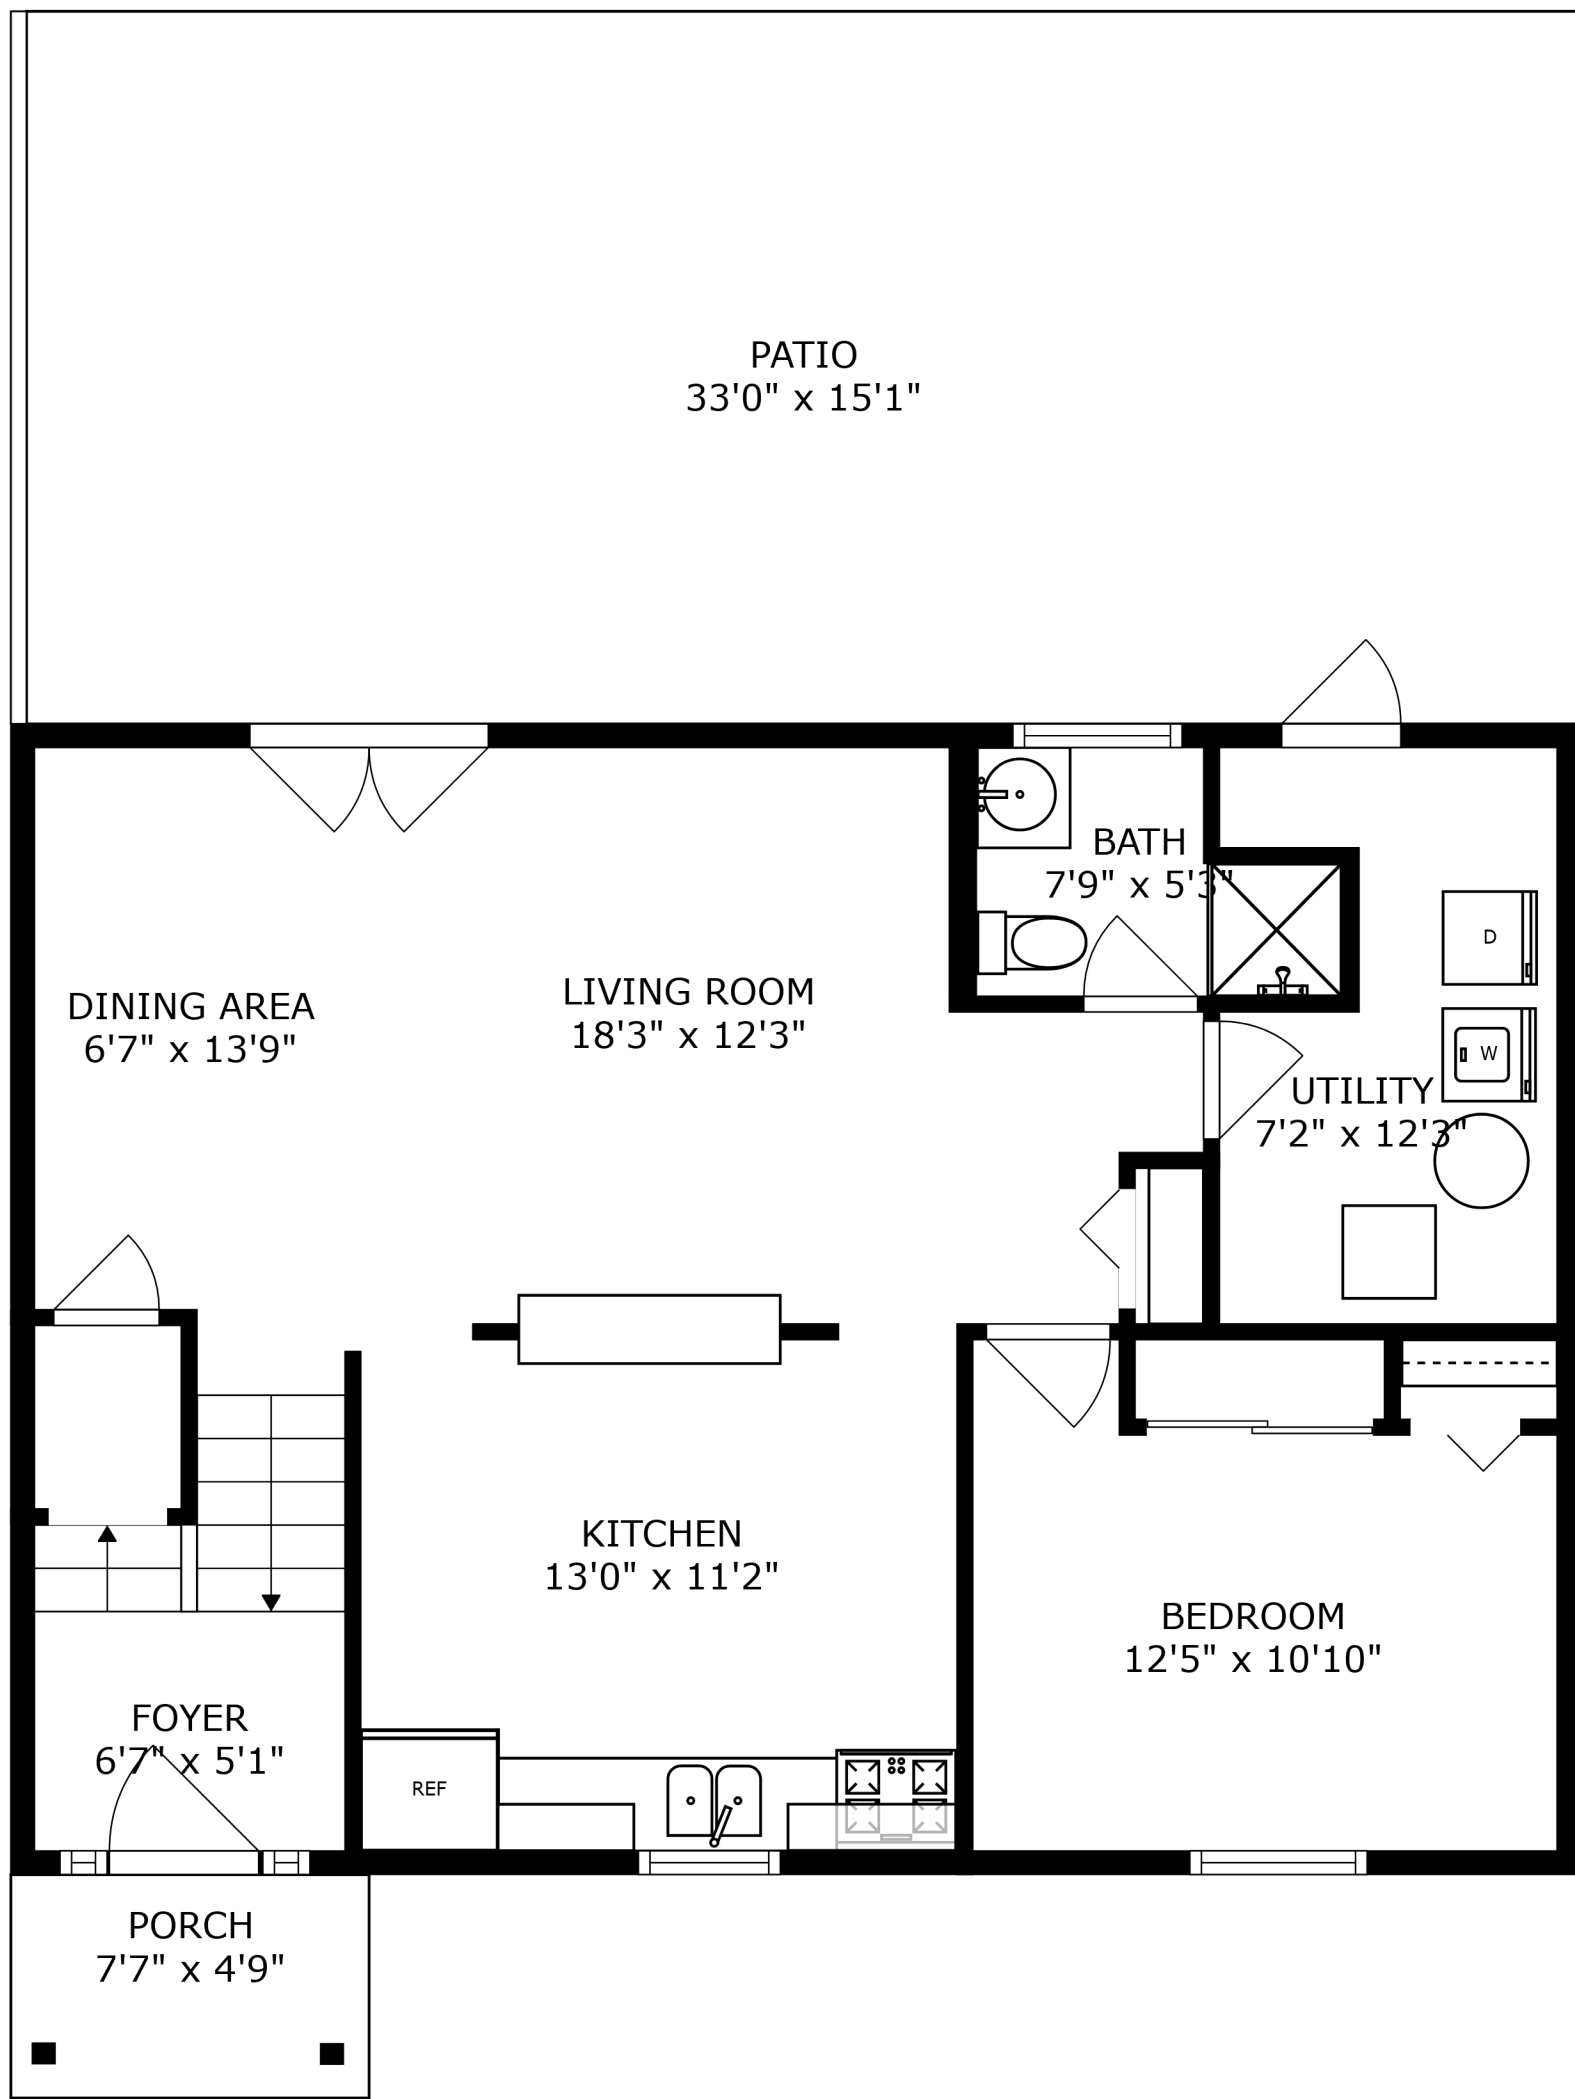 PATIO
33'0" x 15'1"
BATH
7'9" x 5'3"
D
LIVING ROOM
18'3" x 12'3"
DINING AREA
6'7" x 13'9"
W
UTILITY
7'2" x 12'3"
KITCHEN
13'0" x 11'2"
BEDROOM
12'5" x 10'10"
FOYER
6'7" x 5'1"
REF
PORCH
7'7" x 4'9"